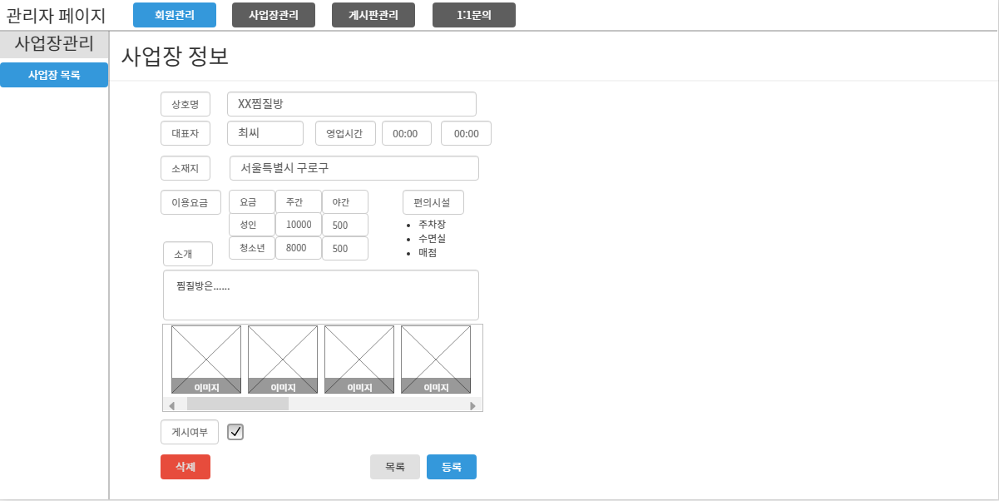 관리자 페이지 회원관리 사업장관리 게시판관리 1:1문의
사업장관리
사업장 목록
사업장 정보
상호명 XX찜질방
대표자 최씨 영업시간 00:00 00:00
소재지 서울특별시 구로구
이용요금 요금 주간 야간 편의시설
성인 10000 500 주차장
수면실
청소년 8000 500 매점
소개
찜질방은......
이미지 이미지 이미지 이미지
게시여부
삭제 목록 등록